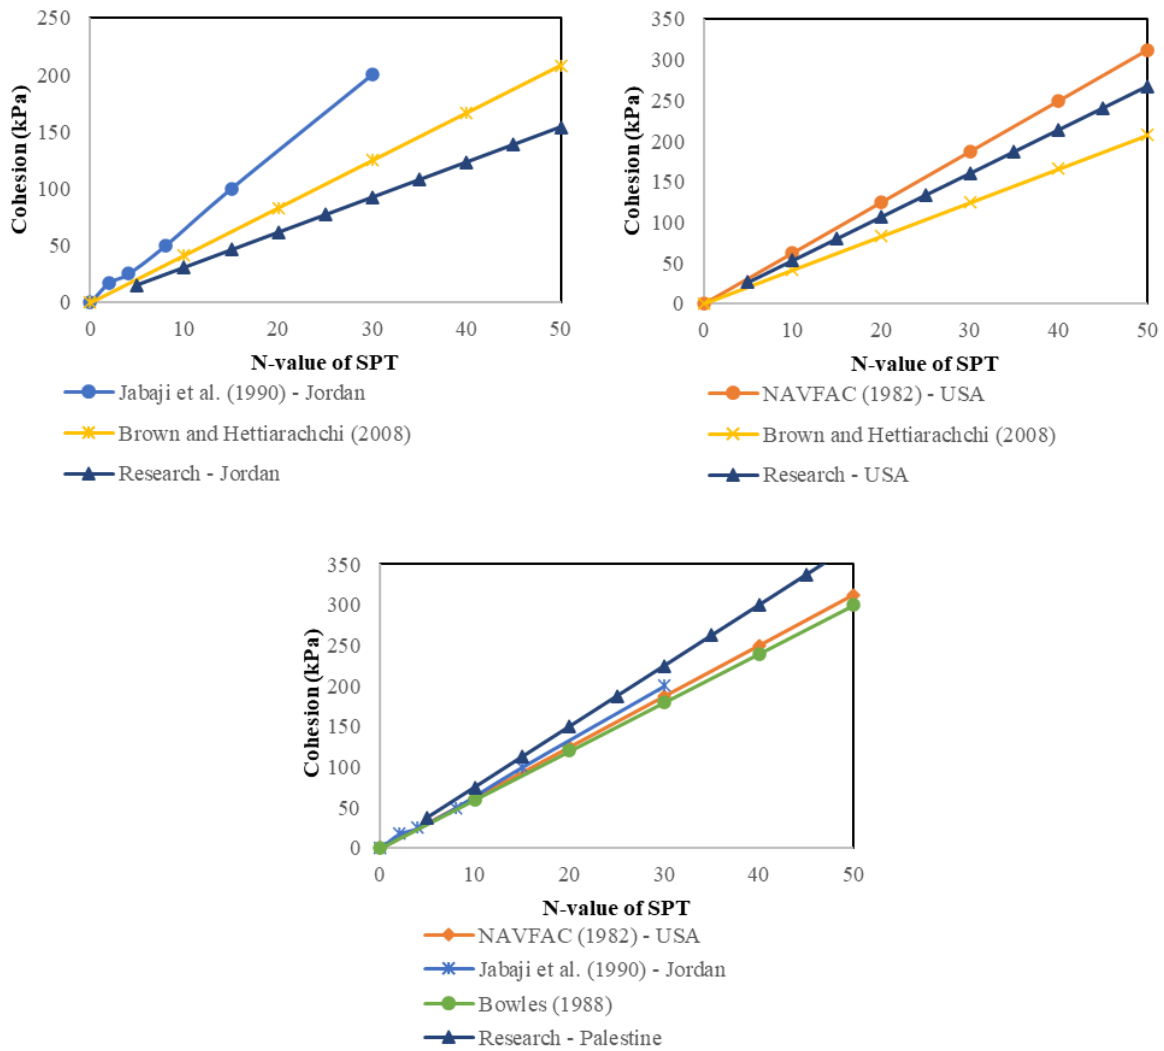 250
200
150
100
50
0
Cohesion (kPa)
0 10 20 30 40 50
N-value of SPT
Jabaji et al. (1990) - Jordan
Brown and Hettiarachchi (2008)
Research - Jordan
350
300
250
200
150
100
50
0
Cohesion (kPa)
0 10 20 30 40 50
N-value of SPT
NAVFAC (1982) - USA
Brown and Hettiarachchi (2008)
Research - USA
350
300
250
200
150
100
50
0
Cohesion (kPa)
0 10 20 30 40 50
N-value of SPT
NAVFAC (1982) - USA
Jabaji et al. (1990) - Jordan
Bowles (1988)
Research - Palestine